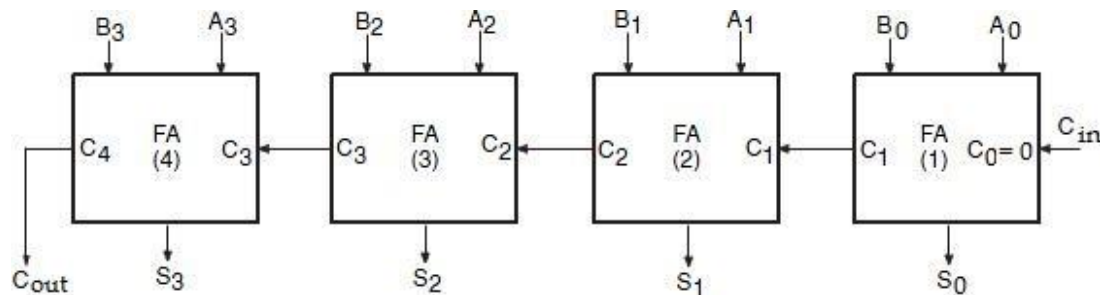 B3 A3 B2 A2 B1 A1 B0 A0
FA FA FA FA Cin
C4 (4) C3 C3 (3) C2 C2 (2) C1 C1 (1) C0= 0
Cout S3 S2 S1 S0